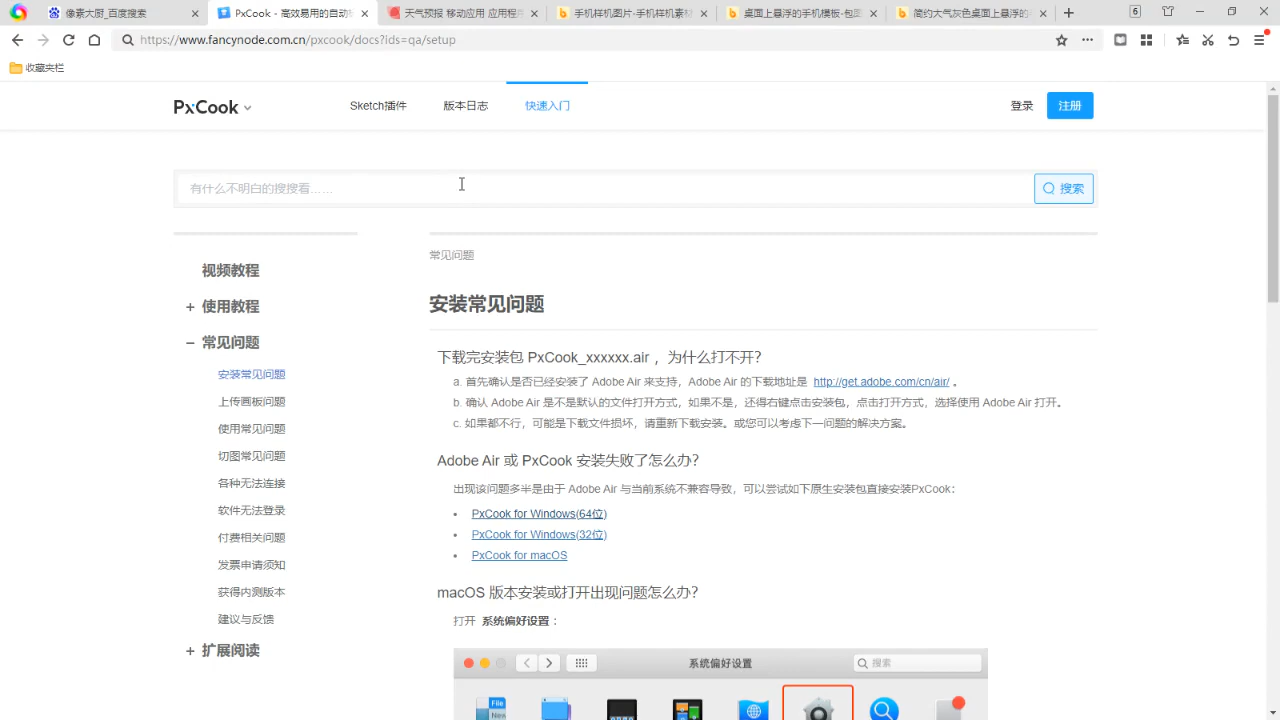 像素大厨_百度搜索
PxCook - 高效易用的自动标
天气预报 移动应用 应用程序
手机样机图片-手机样机素材
桌面上悬浮的手机模板-包图
简约大气灰色桌面上悬浮的手
6
https://www.fancynode.com.cn/pxcook/docs?ids=qa/setup
收藏夹栏
PxCook
Sketch插件
版本日志
快速入门
登录
注册
有什么不明白的搜搜看……
搜索
视频教程
+ 使用教程
− 常见问题
安装常见问题
上传画板问题
使用常见问题
切图常见问题
各种无法连接
软件无法登录
付费相关问题
发票申请须知
获得内测版本
建议与反馈
+ 扩展阅读
常见问题
安装常见问题
下载完安装包 PxCook_xxxxxx.air ，为什么打不开?
a. 首先确认是否已经安装了 Adobe Air 来支持，Adobe Air 的下载地址是 http://get.adobe.com/cn/air/ 。
b. 确认 Adobe Air 是不是默认的文件打开方式，如果不是，还得右键点击安装包，点击打开方式，选择使用 Adobe Air 打开。
c. 如果都不行，可能是下载文件损坏，请重新下载安装。或您可以考虑下一问题的解决方案。
Adobe Air 或 PxCook 安装失败了怎么办?
出现该问题多半是由于 Adobe Air 与当前系统不兼容导致，可以尝试如下原生安装包直接安装PxCook：
• PxCook for Windows(64位)
• PxCook for Windows(32位)
• PxCook for macOS
macOS 版本安装或打开出现问题怎么办?
打开 系统偏好设置：
系统偏好设置
搜索
File